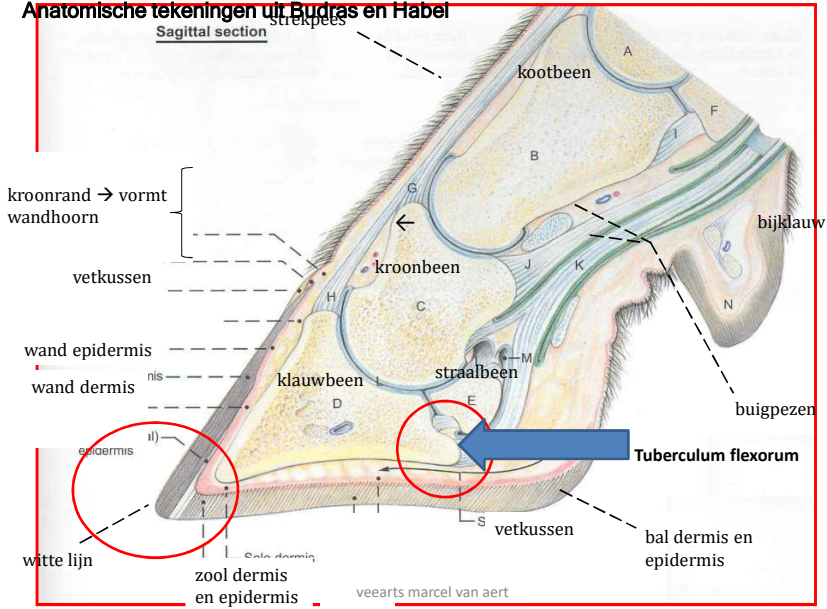 Anatomische tekeningen uit Budras en Habel
strekpees
Sagittal section
kootbeen
A
F
I
B
G
kroonrand → vormt
wandhoorn
bijklauw
kroonbeen
J
K
vetkussen
H
C
N
wand epidermis
M
L
straalbeen
wand dermis
klauwbeen
E
D
buigpezen
al)
epidermis
Tuberculum flexorum
S
vetkussen
bal dermis en
epidermis
witte lijn
zool dermis
en epidermis
veearts marcel van aert